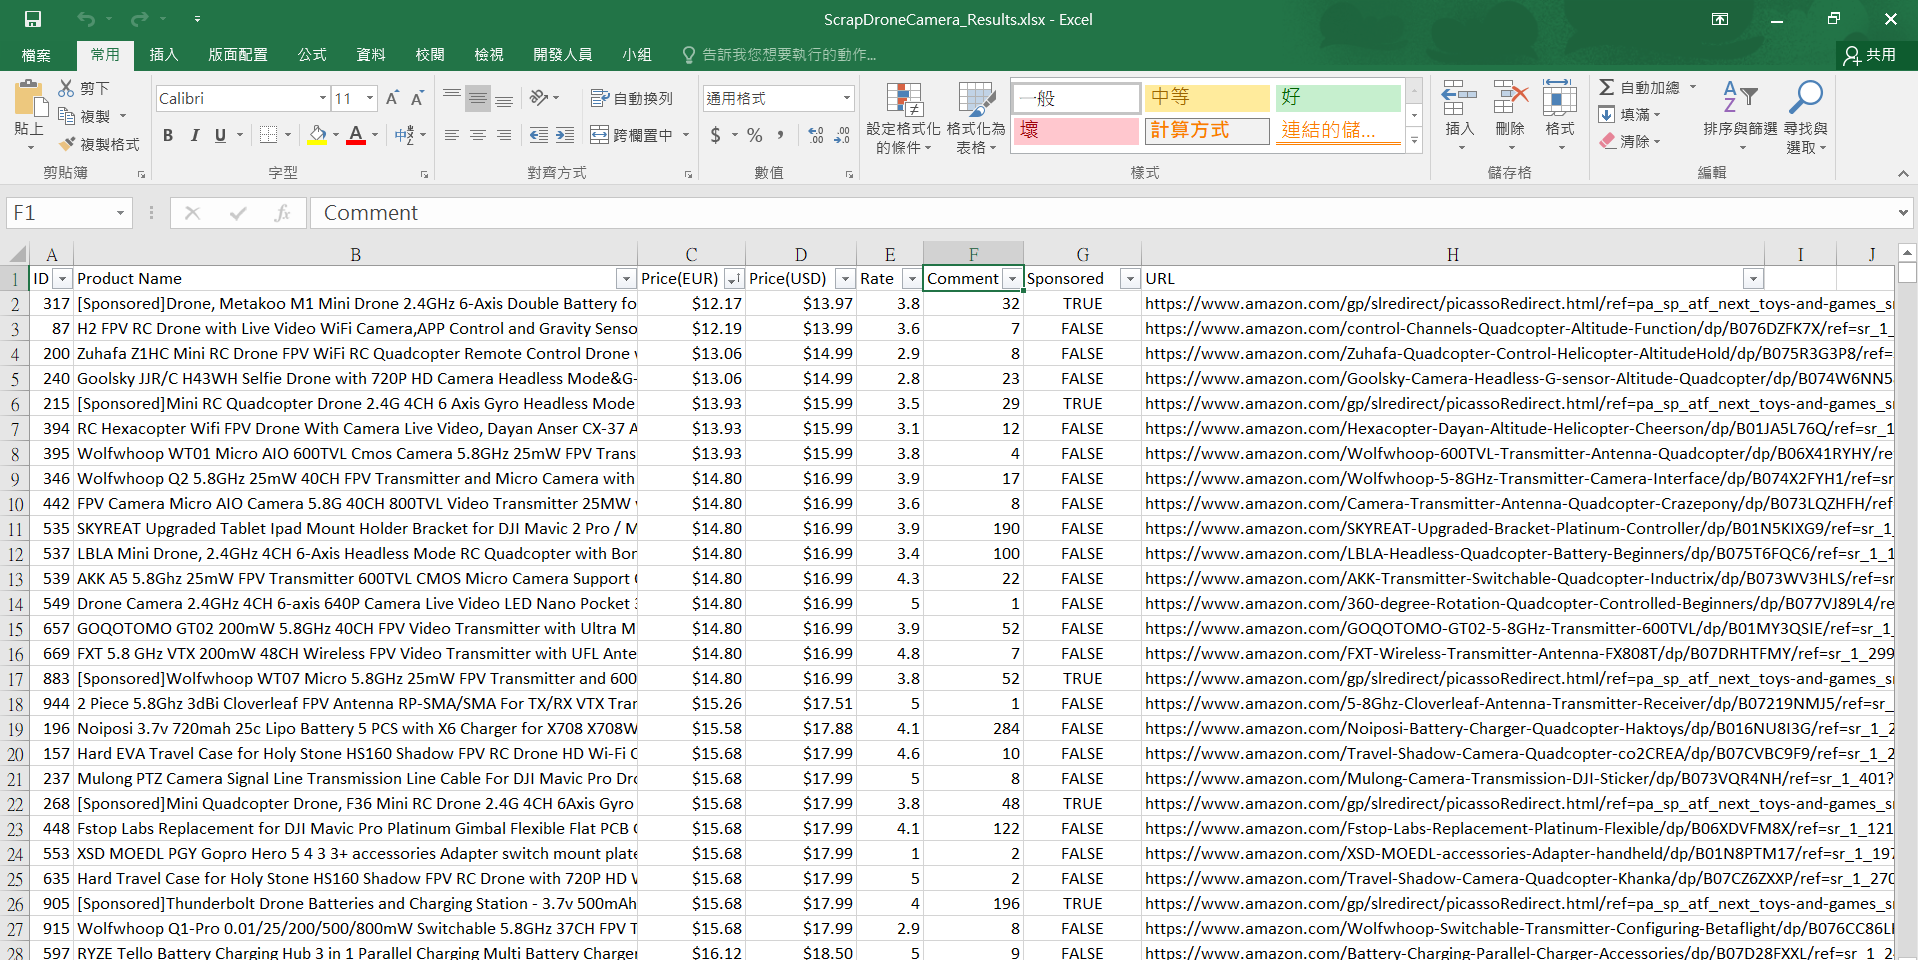 ScrapDroneCamera_Results.xlsx - Excel
檔案 常用 插入 版面配置 公式 資料 校閱 檢視 開發人員 小組 告訴我您想要執行的動作... 共用
貼上 剪下 複製 複製格式 剪貼簿
Calibri 11 A A B I U A 中 字型
自動換列 跨欄置中 對齊方式
通用格式 $ % , .0 .00 .00 .0 數值
設定格式化的條件 格式化為表格 一般 中等 好 壞 計算方式 連結的儲... 樣式
插入 刪除 格式 儲存格
自動加總 填滿 清除 排序與篩選 尋找與選取 編輯
F1 fx Comment
A B C D E F G H I J
1 ID Product Name Price(EUR) Price(USD) Rate Comment Sponsored URL
2 317 [Sponsored]Drone, Metakoo M1 Mini Drone 2.4GHz 6-Axis Double Battery fo $12.17 $13.97 3.8 32 TRUE https://www.amazon.com/gp/slredirect/picassoRedirect.html/ref=pa_sp_atf_next_toys-and-games_s
3 87 H2 FPV RC Drone with Live Video WiFi Camera,APP Control and Gravity Senso $12.19 $13.99 3.6 7 FALSE https://www.amazon.com/control-Channels-Quadcopter-Altitude-Function/dp/B076DZFK7X/ref=sr_1_
4 200 Zuhafa Z1HC Mini RC Drone FPV WiFi RC Quadcopter Remote Control Drone $13.06 $14.99 2.9 8 FALSE https://www.amazon.com/Zuhafa-Quadcopter-Control-Helicopter-AltitudeHold/dp/B075R3G3P8/ref=
5 240 Goolsky JJR/C H43WH Selfie Drone with 720P HD Camera Headless Mode&G- $13.06 $14.99 2.8 23 FALSE https://www.amazon.com/Goolsky-Camera-Headless-G-sensor-Altitude-Quadcopter/dp/B074W6NN5
6 215 [Sponsored]Mini RC Quadcopter Drone 2.4G 4CH 6 Axis Gyro Headless Mode $13.93 $15.99 3.5 29 TRUE https://www.amazon.com/gp/slredirect/picassoRedirect.html/ref=pa_sp_atf_next_toys-and-games_s
7 394 RC Hexacopter Wifi FPV Drone With Camera Live Video, Dayan Anser CX-37 A $13.93 $15.99 3.1 12 FALSE https://www.amazon.com/Hexacopter-Dayan-Altitude-Helicopter-Cheerson/dp/B01JA5L76Q/ref=sr_1
8 395 Wolfwhoop WT01 Micro AIO 600TVL Cmos Camera 5.8GHz 25mW FPV Trans $13.93 $15.99 3.8 4 FALSE https://www.amazon.com/Wolfwhoop-600TVL-Transmitter-Antenna-Quadcopter/dp/B06X41RYHY/re
9 346 Wolfwhoop Q2 5.8GHz 25mW 40CH FPV Transmitter and Micro Camera with $14.80 $16.99 3.9 17 FALSE https://www.amazon.com/Wolfwhoop-5-8GHz-Transmitter-Camera-Interface/dp/B074X2FYH1/ref=sr
10 442 FPV Camera Micro AIO Camera 5.8G 40CH 800TVL Video Transmitter 25MW $14.80 $16.99 3.6 8 FALSE https://www.amazon.com/Camera-Transmitter-Antenna-Quadcopter-Crazepony/dp/B073LQZHFH/ref
11 535 SKYREAT Upgraded Tablet Ipad Mount Holder Bracket for DJI Mavic 2 Pro / M $14.80 $16.99 3.9 190 FALSE https://www.amazon.com/SKYREAT-Upgraded-Bracket-Platinum-Controller/dp/B01N5KIXG9/ref=sr_1_
12 537 LBLA Mini Drone, 2.4GHz 4CH 6-Axis Headless Mode RC Quadcopter with Bon $14.80 $16.99 3.4 100 FALSE https://www.amazon.com/LBLA-Headless-Quadcopter-Battery-Beginners/dp/B075T6FQC6/ref=sr_1_1
13 539 AKK A5 5.8Ghz 25mW FPV Transmitter 600TVL CMOS Micro Camera Support $14.80 $16.99 4.3 22 FALSE https://www.amazon.com/AKK-Transmitter-Switchable-Quadcopter-Inductrix/dp/B073WV3HLS/ref=sr
14 549 Drone Camera 2.4GHz 4CH 6-axis 640P Camera Live Video LED Nano Pocket $14.80 $16.99 5 1 FALSE https://www.amazon.com/360-degree-Rotation-Quadcopter-Controlled-Beginners/dp/B077VJ89L4/re
15 657 GOQOTOMO GT02 200mW 5.8GHz 40CH FPV Video Transmitter with Ultra M $14.80 $16.99 3.9 52 FALSE https://www.amazon.com/GOQOTOMO-GT02-5-8GHz-Transmitter-600TVL/dp/B01MY3QSIE/ref=sr_1_
16 669 FXT 5.8 GHz VTX 200mW 48CH Wireless FPV Video Transmitter with UFL Ante $14.80 $16.99 4.8 7 FALSE https://www.amazon.com/FXT-Wireless-Transmitter-Antenna-FX808T/dp/B07DRHTFMY/ref=sr_1_299
17 883 [Sponsored]Wolfwhoop WT07 Micro 5.8GHz 25mW FPV Transmitter and 600 $14.80 $16.99 3.8 52 TRUE https://www.amazon.com/gp/slredirect/picassoRedirect.html/ref=pa_sp_atf_next_toys-and-games_s
18 944 2 Piece 5.8Ghz 3dBi Cloverleaf FPV Antenna RP-SMA/SMA For TX/RX VTX Tran $15.26 $17.51 5 1 FALSE https://www.amazon.com/5-8Ghz-Cloverleaf-Antenna-Transmitter-Receiver/dp/B07219NMJ5/ref=sr_1
19 196 Noiposi 3.7v 720mah 25c Lipo Battery 5 PCS with X6 Charger for X708 X708W $15.58 $17.88 4.1 284 FALSE https://www.amazon.com/Noiposi-Battery-Charger-Quadcopter-Haktoys/dp/B016NU8I3G/ref=sr_1_2
20 157 Hard EVA Travel Case for Holy Stone HS160 Shadow FPV RC Drone HD Wi-Fi C $15.68 $17.99 4.6 10 FALSE https://www.amazon.com/Travel-Shadow-Camera-Quadcopter-co2CREA/dp/B07CVBC9F9/ref=sr_1_2
21 237 Mulong PTZ Camera Signal Line Transmission Line Cable For DJI Mavic Pro Dro $15.68 $17.99 5 8 FALSE https://www.amazon.com/Mulong-Camera-Transmission-DJI-Sticker/dp/B073VQR4NH/ref=sr_1_401?
22 268 [Sponsored]Mini Quadcopter Drone, F36 Mini RC Drone 2.4G 4CH 6Axis Gyro $15.68 $17.99 3.8 48 TRUE https://www.amazon.com/gp/slredirect/picassoRedirect.html/ref=pa_sp_atf_next_toys-and-games_s
23 448 Fstop Labs Replacement for DJI Mavic Pro Platinum Gimbal Flexible Flat PCB C $15.68 $17.99 4.1 122 FALSE https://www.amazon.com/Fstop-Labs-Replacement-Platinum-Flexible/dp/B06XDVFM8X/ref=sr_1_121
24 553 XSD MOEDL PGY Gopro Hero 5 4 3 3+ accessories Adapter switch mount plate $15.68 $17.99 1 2 FALSE https://www.amazon.com/XSD-MOEDL-accessories-Adapter-handheld/dp/B01N8PTM17/ref=sr_1_197
25 635 Hard Travel Case for Holy Stone HS160 Shadow FPV RC Drone with 720P HD $15.68 $17.99 5 2 FALSE https://www.amazon.com/Travel-Shadow-Camera-Quadcopter-Khanka/dp/B07CZ6ZXXP/ref=sr_1_270
26 905 [Sponsored]Thunderbolt Drone Batteries and Charging Station - 3.7v 500mAh $15.68 $17.99 4 196 TRUE https://www.amazon.com/gp/slredirect/picassoRedirect.html/ref=pa_sp_atf_next_toys-and-games_s
27 915 Wolfwhoop Q1-Pro 0.01/25/200/500/800mW Switchable 5.8GHz 37CH FPV T $15.68 $17.99 2.9 8 FALSE https://www.amazon.com/Wolfwhoop-Switchable-Transmitter-Configuring-Betaflight/dp/B076CC86L
28 597 RYZE Tello Battery Charging Hub 3 in 1 Parallel Charging Multi Battery Charger $16.12 $18.50 5 9 FALSE https://www.amazon.com/Battery-Charging-Parallel-Charger-Accessories/dp/B07D28FXXL/ref=sr_1_2